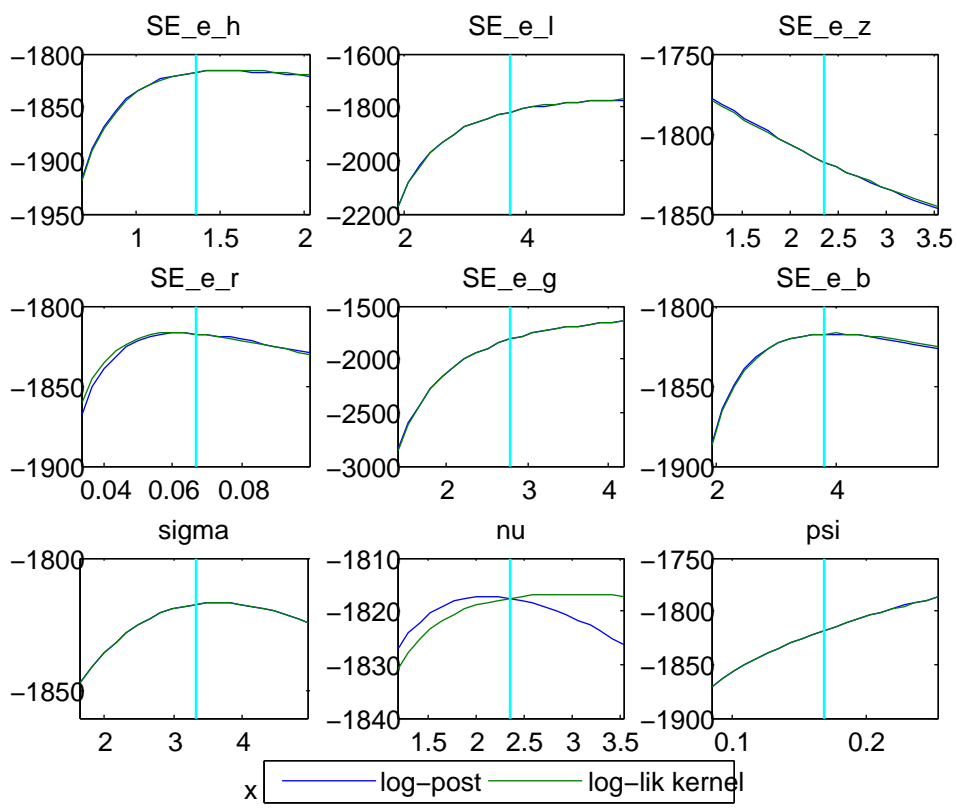 SE_e_h SE_e_l SE_e_z
−1800 −1600 −1750
−1850 −1800 −1800
−1900 −2000
−1950 −2200 −1850
1 1.5 2 2 4 1.5 2 2.5 3 3.5
SE_e_r SE_e_g SE_e_b
−1800 −1500 −1800
−1850 −2000 −1850
−2500
−1900 −3000 −1900
0.04 0.06 0.08 2 3 4 2 4
sigma nu psi
−1800 −1810 −1750
−1820 −1800
−1850 −1830 −1850
−1840 −1900
2 3 4 1.5 2 2.5 3 3.5 0.1 0.2
x log−post log−lik kernel